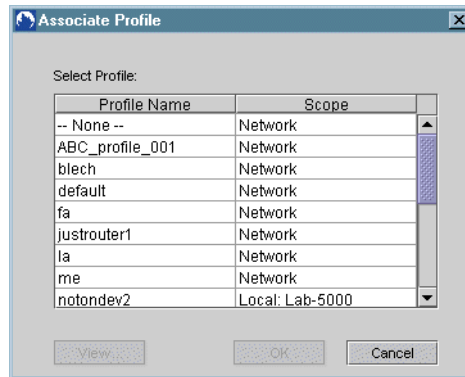 Associate Profile
Select Profile:
Profile Name Scope
-- None -- Network
ABC_profile_001 Network
blech Network
default Network
fa Network
justrouter1 Network
la Network
me Network
notondev2 Local: Lab-5000
View... OK Cancel